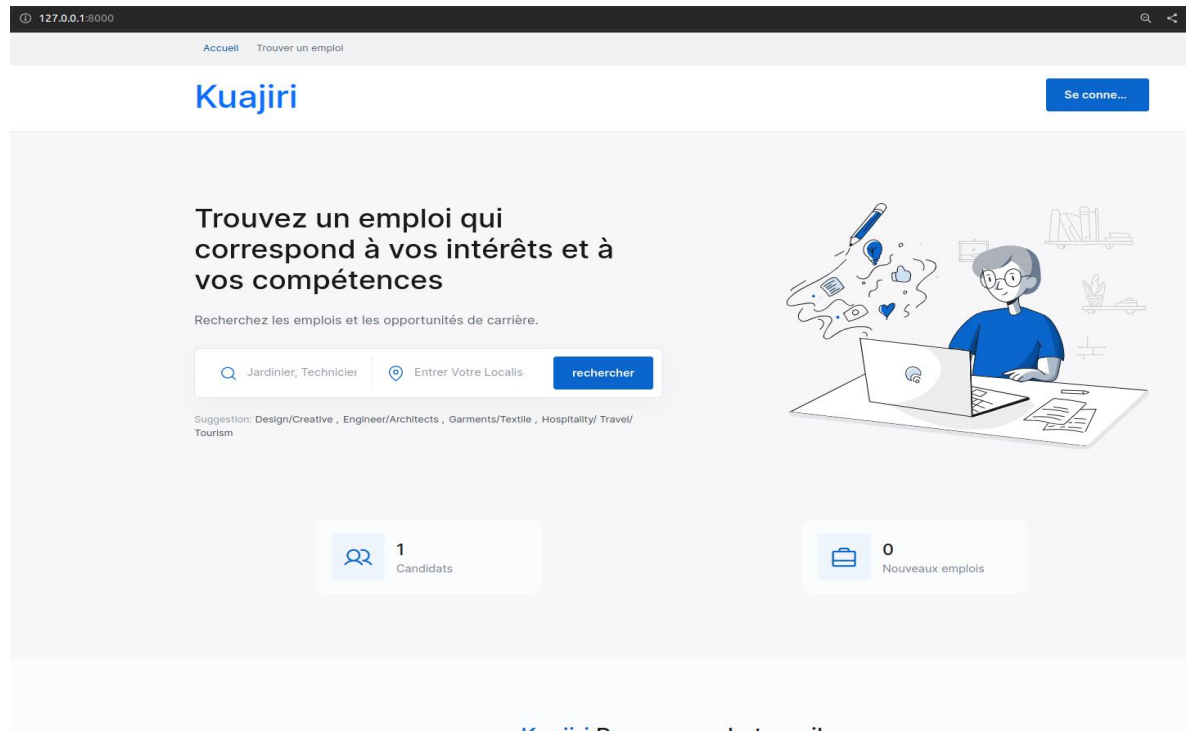 127.0.0.1:8000
Accueil Trouver un emploi
Kuajiri
Se conne...
Trouvez un emploi qui
correspond à vos intérêts et à
vos compétences
Recherchez les emplois et les opportunités de carrière.
Jardinier, Technicien Entrer Votre Localis rechercher
Suggestion: Design/Creative , Engineer/Architects , Garments/Textile , Hospitality/ Travel/
Tourism
1
Candidats
0
Nouveaux emplois
Kuajiri